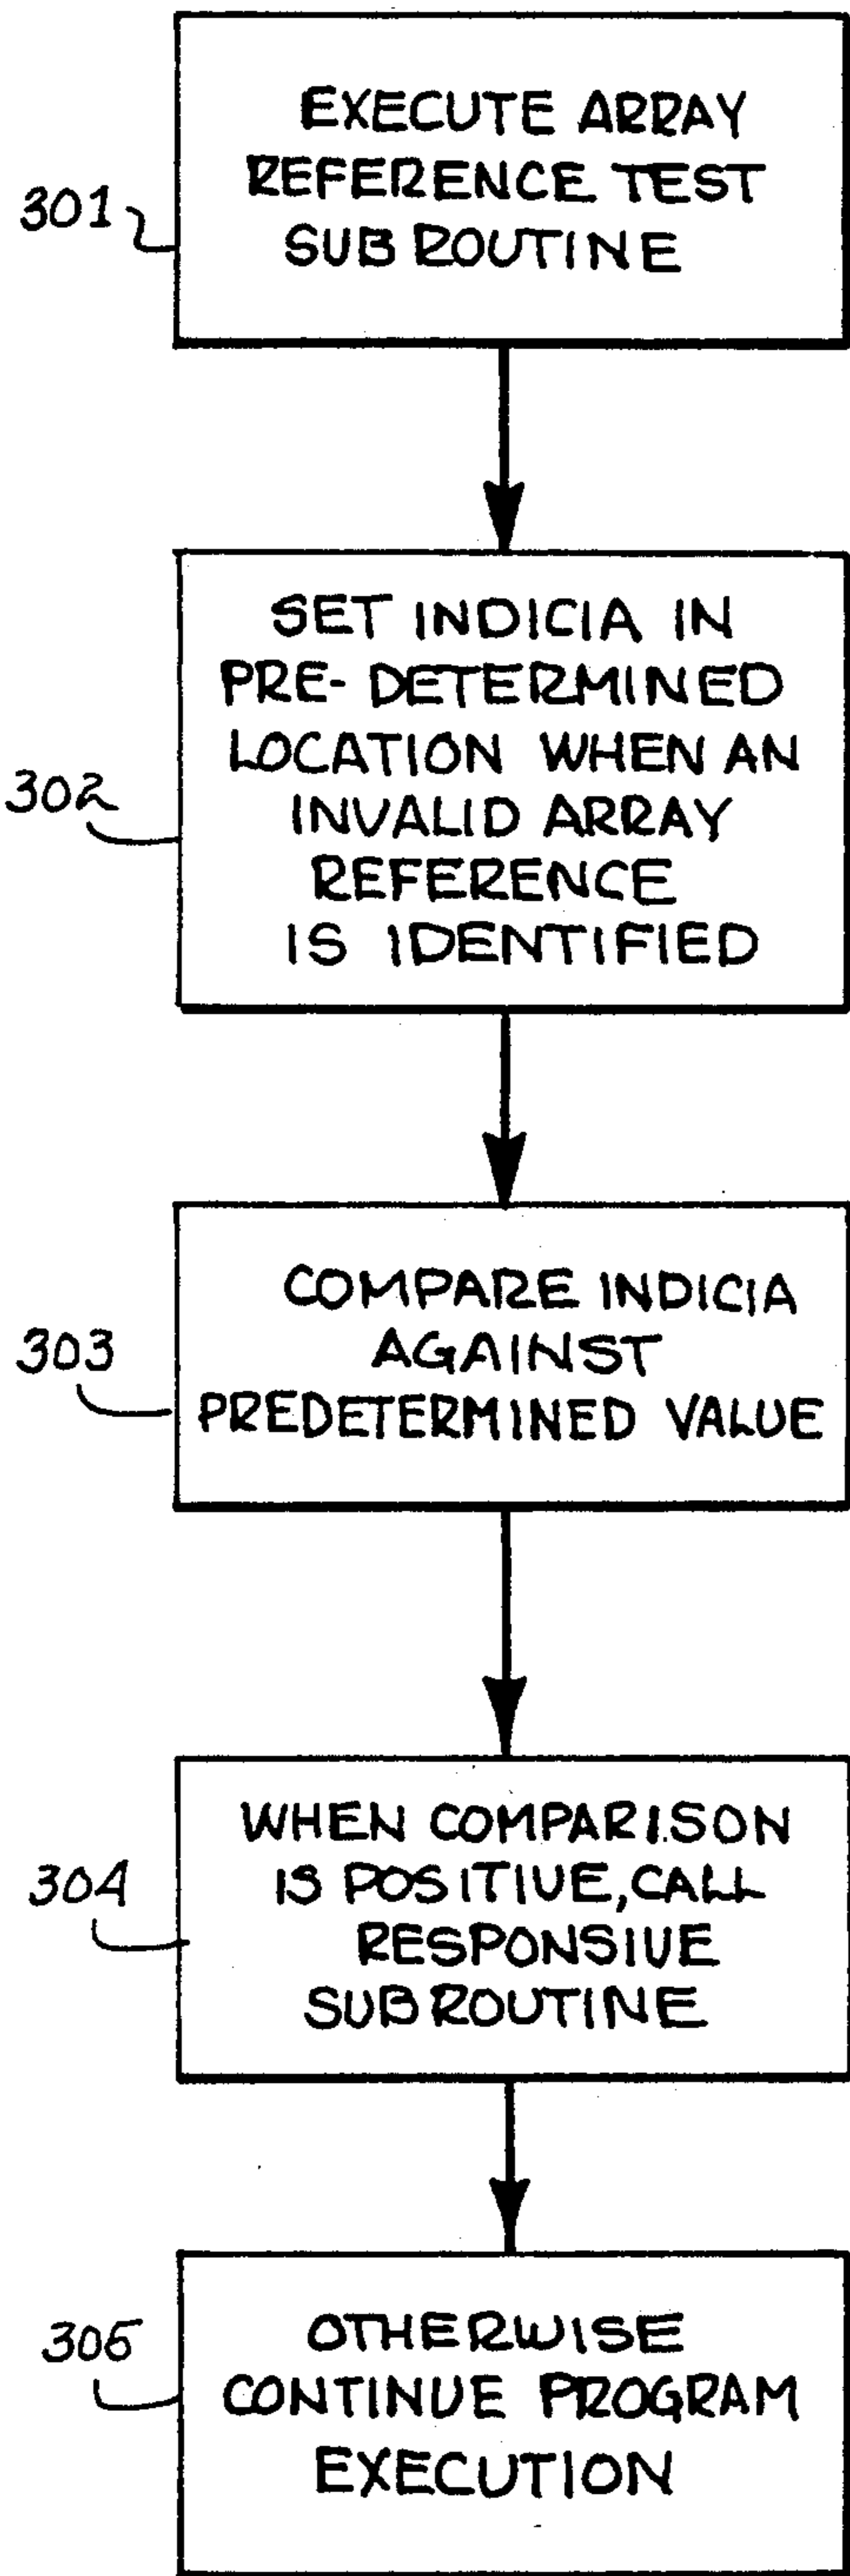 EXECUTE ARRAY
REFERENCE TEST
SUBROUTINE
301
SET INDICIA IN
PRE-DETERMINED
LOCATION WHEN AN
INVALID ARRAY
REFERENCE
IS IDENTIFIED
302
COMPARE INDICIA
AGAINST
PREDETERMINED VALUE
303
WHEN COMPARISON
IS POSITIVE, CALL
RESPONSIVE
SUBROUTINE
304
OTHERWISE
CONTINUE PROGRAM
EXECUTION
305